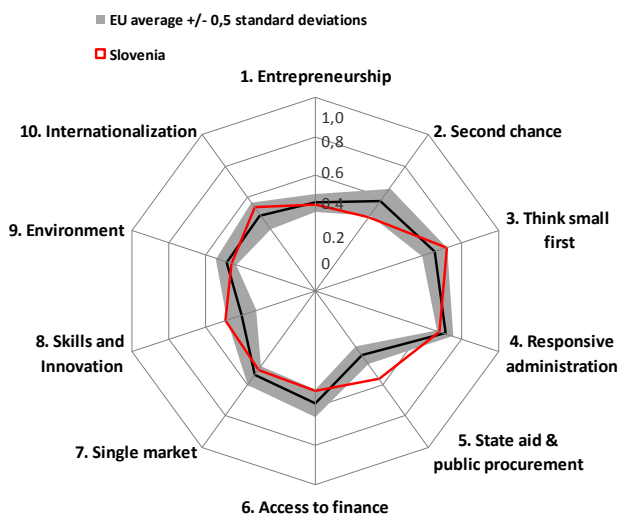 EU average +/- 0,5 standard deviations
Slovenia
1. Entrepreneurship
10. Internationalization
2. Second chance
1,0
0,8
0.6
0.4
0.2
0
9. Environment
3. Think small
first
8. Skills and
Innovation
4. Responsive
administration
7. Single market
5. State aid &
public procurement
6. Access to finance